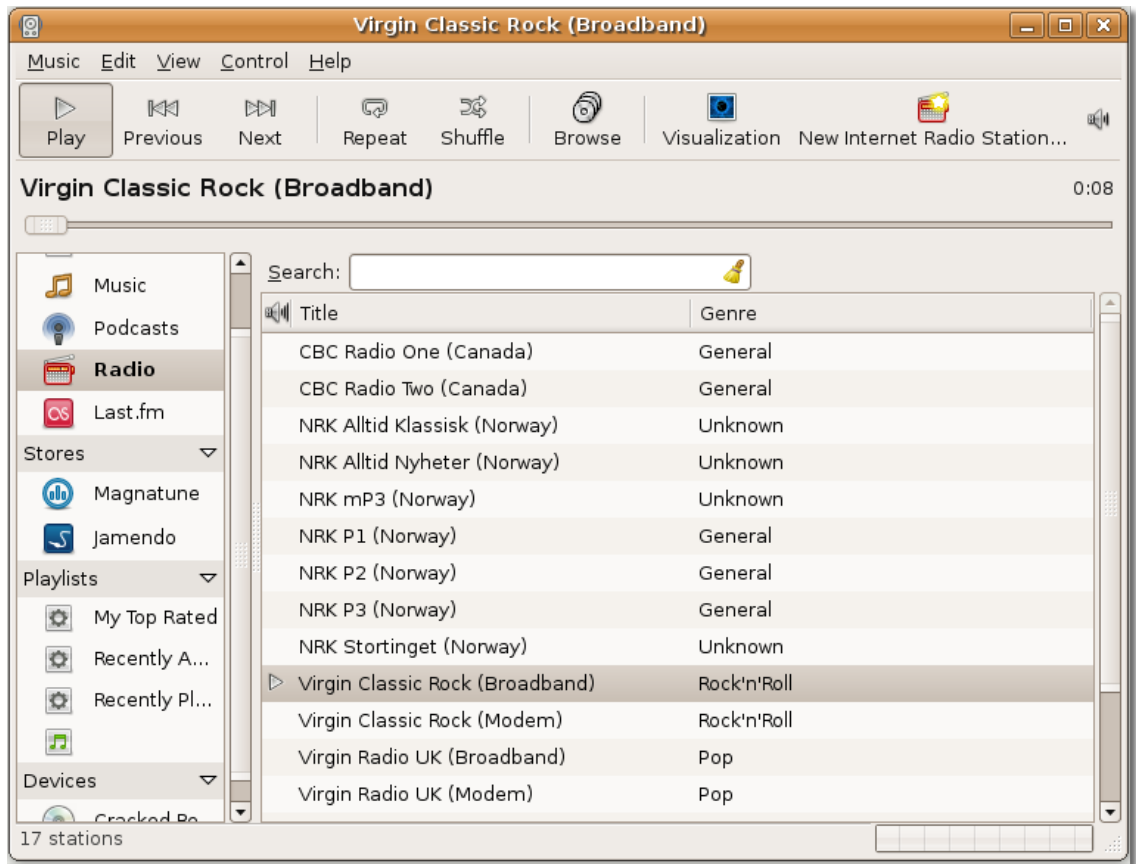 Virgin Classic Rock (Broadband)
Music Edit View Control Help
Play Previous Next Repeat Shuffle Browse Visualization New Internet Radio Station...
Virgin Classic Rock (Broadband) 0:08
Music
Podcasts
Radio
Last.fm
Stores
Magnatune
Jamendo
Playlists
My Top Rated
Recently A...
Recently Pl...
Devices
Search:
Title Genre
CBC Radio One (Canada) General
CBC Radio Two (Canada) General
NRK Alltid Klassisk (Norway) Unknown
NRK Alltid Nyheter (Norway) Unknown
NRK mP3 (Norway) Unknown
NRK P1 (Norway) General
NRK P2 (Norway) General
NRK P3 (Norway) General
NRK Stortinget (Norway) Unknown
Virgin Classic Rock (Broadband) Rock'n'Roll
Virgin Classic Rock (Modem) Rock'n'Roll
Virgin Radio UK (Broadband) Pop
Virgin Radio UK (Modem) Pop
17 stations